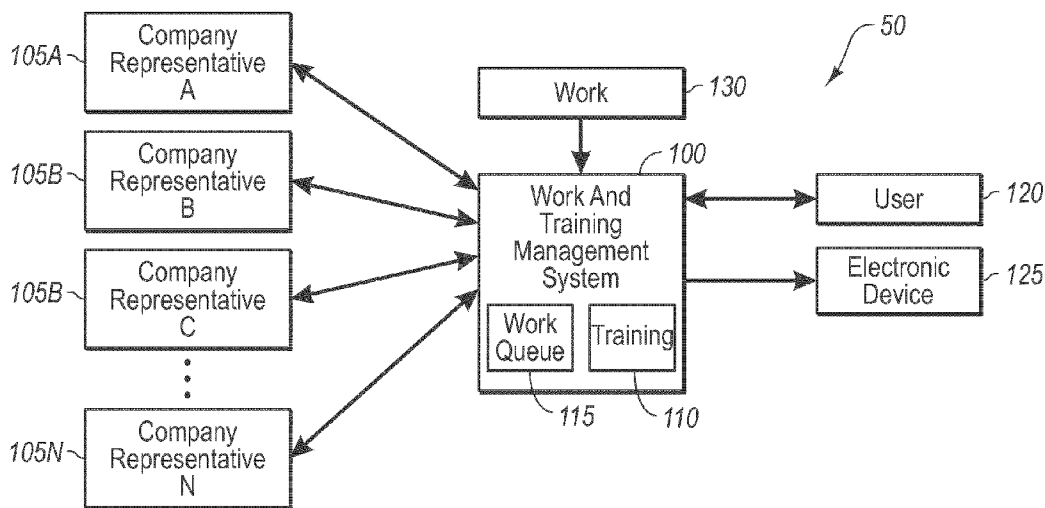 105A
Company
Representative
A
105B
Company
Representative
B
105B
Company
Representative
C
105N
Company
Representative
N
Work
130
100
Work And
Training
Management
System
Work
Queue
Training
115
110
50
User
120
Electronic
Device
125